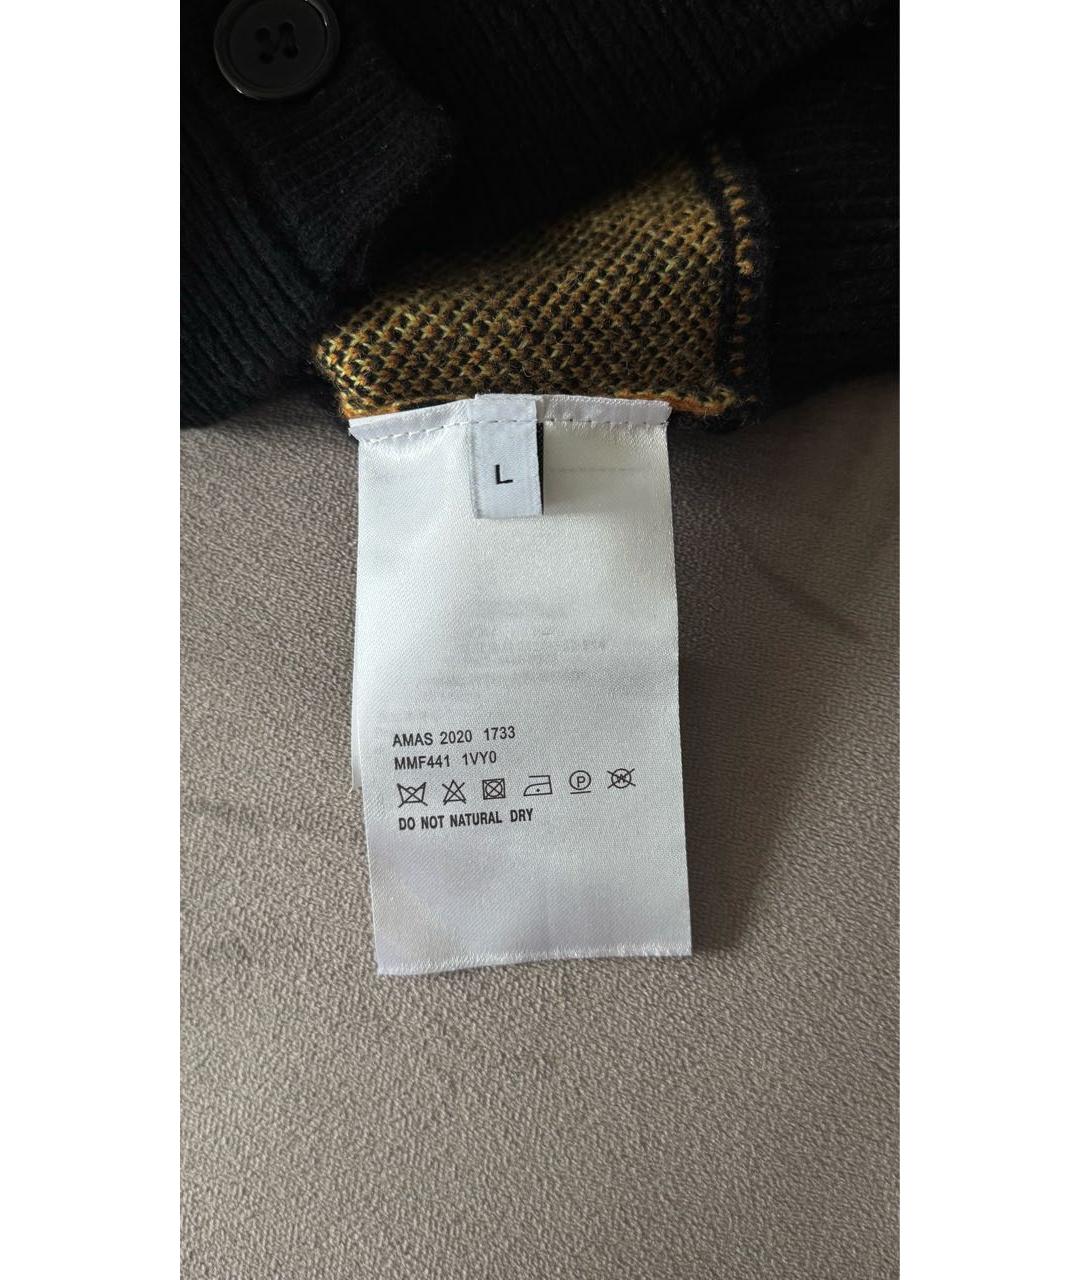 L
AMAS 2020 1733
MMF441 1VY0
P W
DO NOT NATURAL DRY